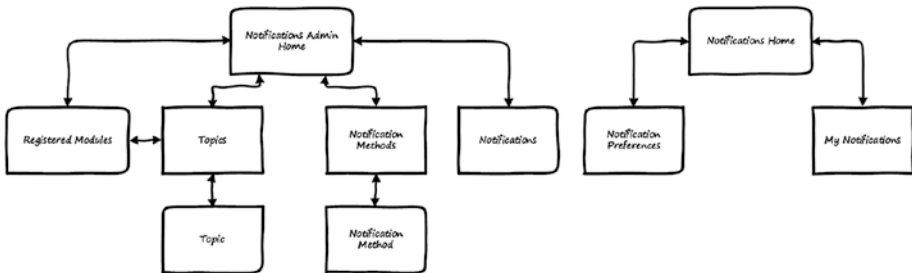 Notifications Admin
Home
Notifications Home
Registered Modules
Topics
Notification
Methods
Notifications
Notification
Preferences
My Notifications
Topic
Notification
Method